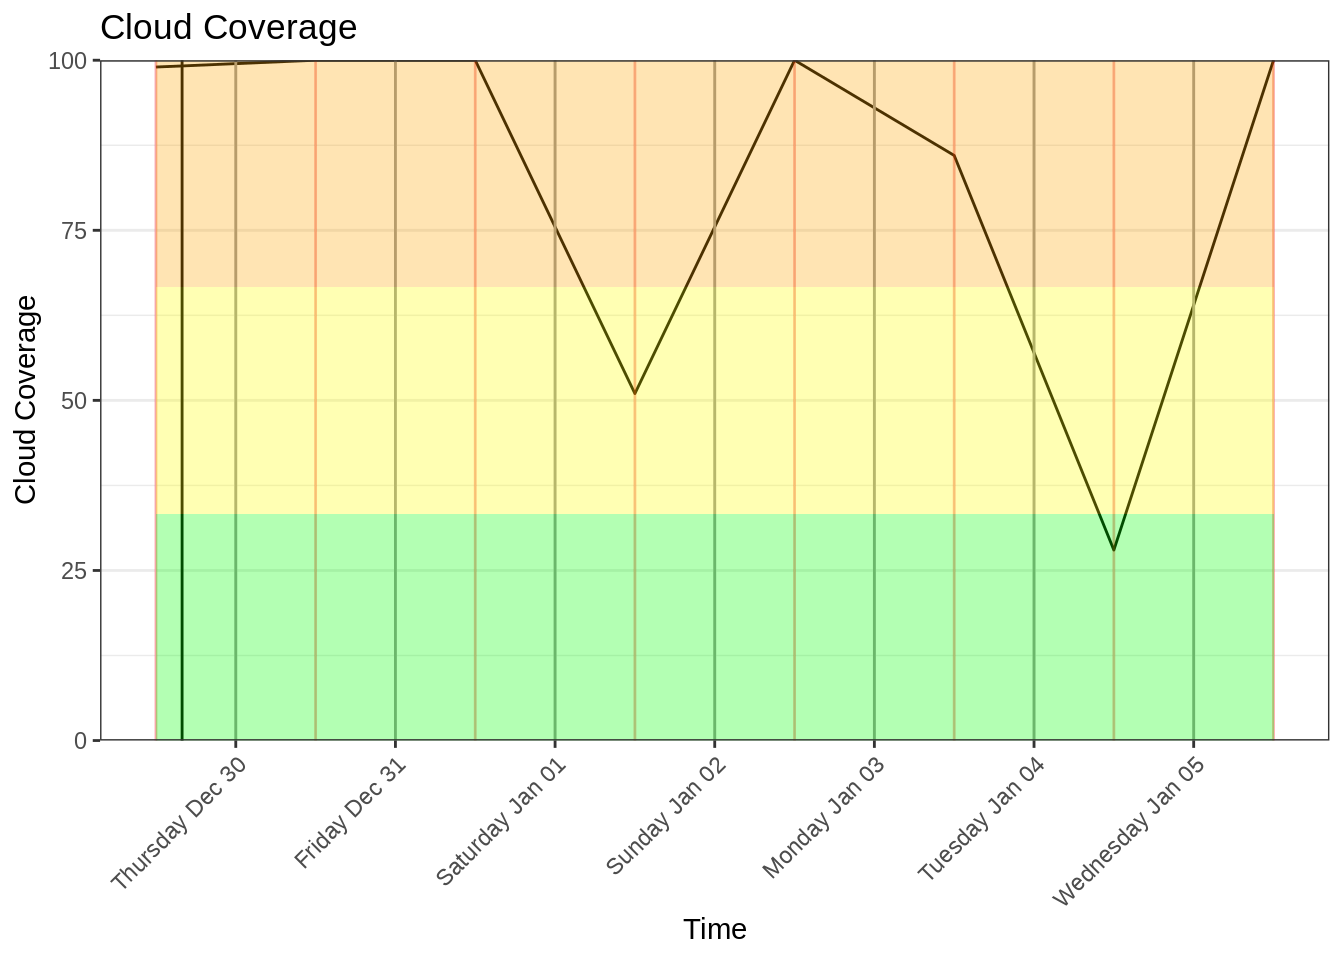 Cloud Coverage
Cloud Coverage
100
75
50
25
0
Thursday Dec 30
Friday Dec 31
Saturday Jan 01
Sunday Jan 02
Monday Jan 03
Tuesday Jan 04
Wednesday Jan 05
Time